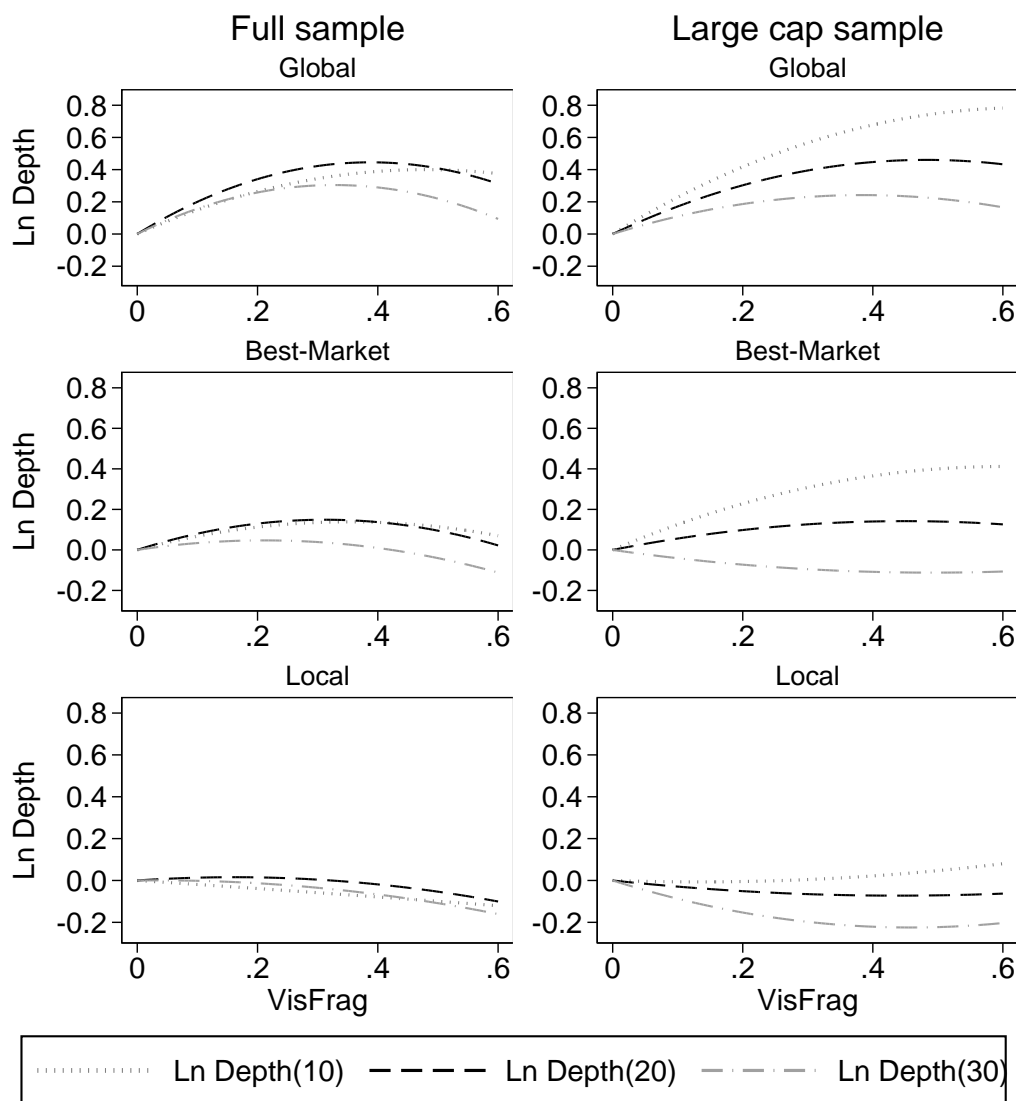 Full sample
Large cap sample
Global
Global
Ln Depth
0.8
0.6
0.4
0.2
0.0
-0.2
0 .2 .4 .6
0.8
0.6
0.4
0.2
0.0
-0.2
0 .2 .4 .6
Best-Market
Best-Market
Ln Depth
0.8
0.6
0.4
0.2
0.0
-0.2
0 .2 .4 .6
0.8
0.6
0.4
0.2
0.0
-0.2
0 .2 .4 .6
Local
Local
Ln Depth
0.8
0.6
0.4
0.2
0.0
-0.2
0 .2 .4 .6
VisFrag
0.8
0.6
0.4
0.2
0.0
-0.2
0 .2 .4 .6
VisFrag
Ln Depth(10) Ln Depth(20) Ln Depth(30)